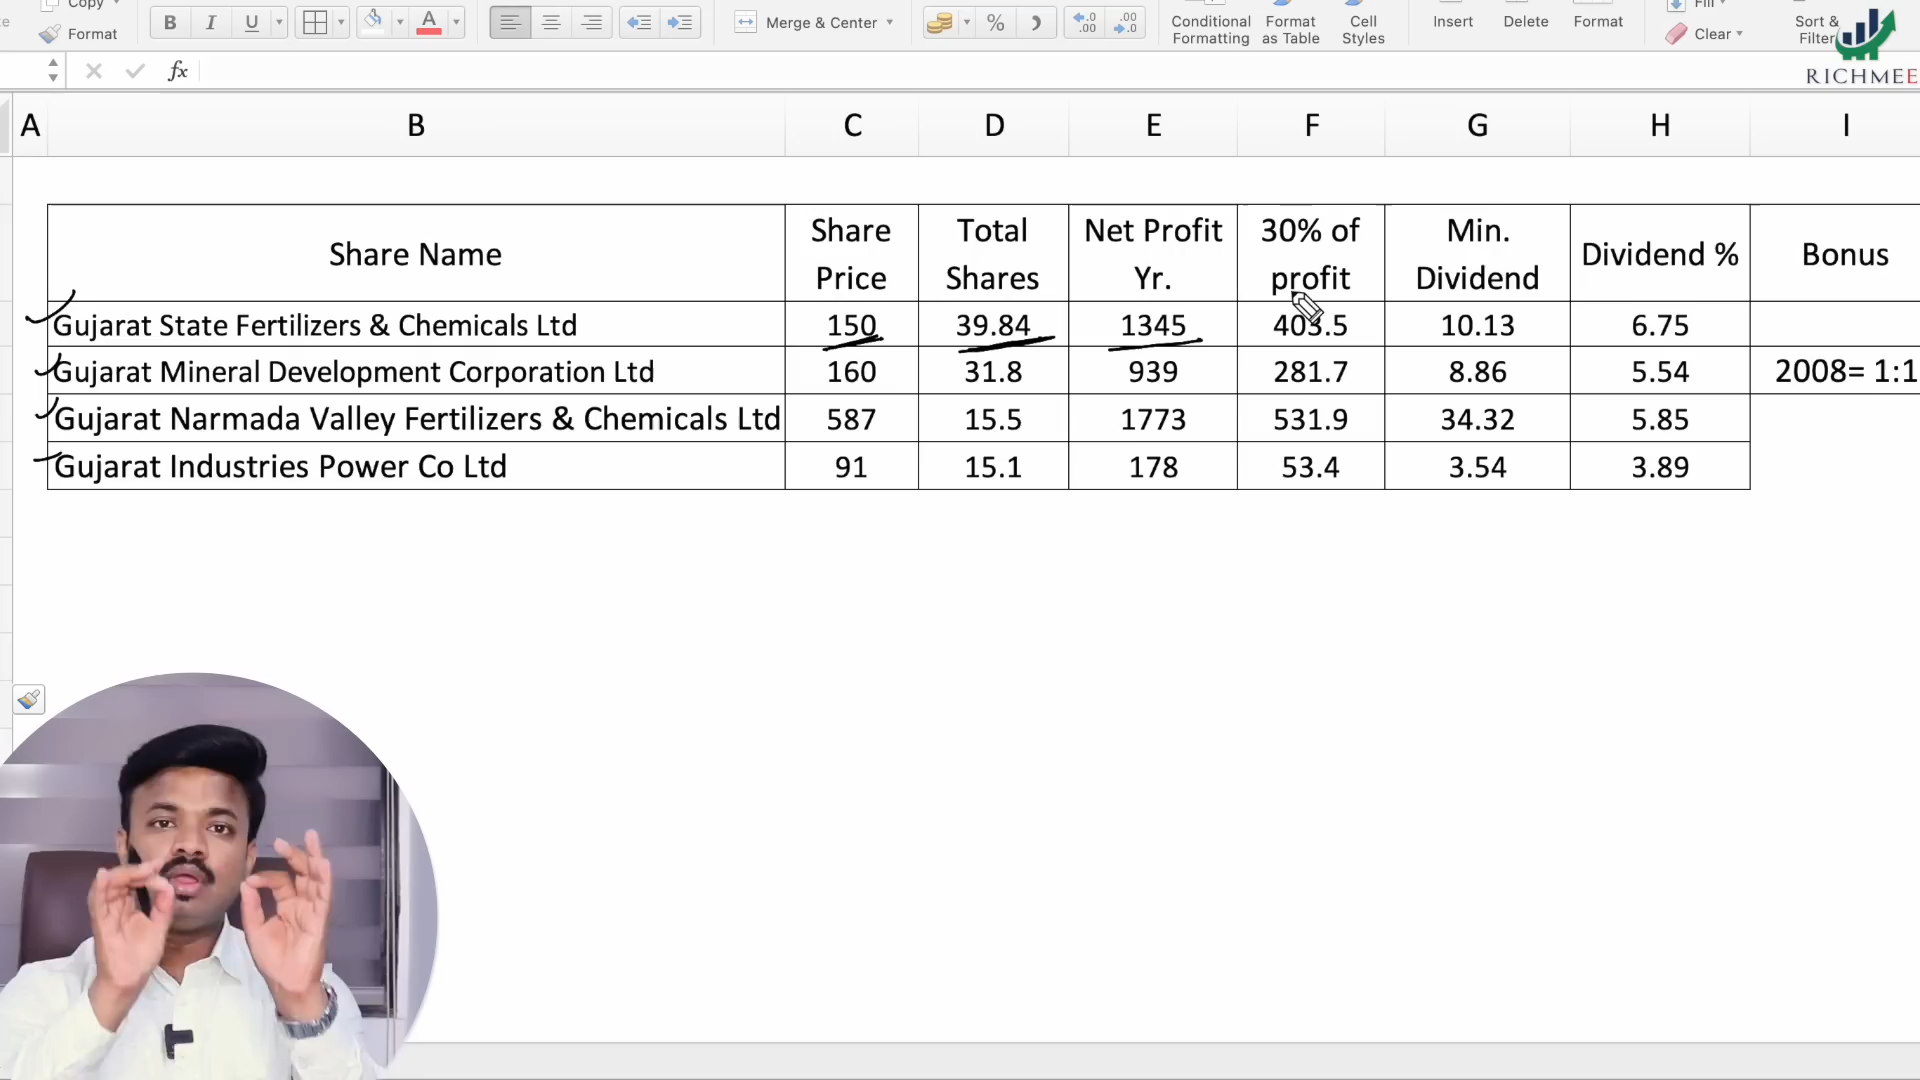 Copy
Format
B I U A
Merge & Center
% .0 .00 .00 .0
Conditional Formatting
Format as Table
Cell Styles
Insert
Delete
Format
Fill
Clear
Sort & Filter
RICHMEE
fx
A B C D E F G H I
Share Name Share Price Total Shares Net Profit Yr. 30% of profit Min. Dividend Dividend % Bonus
Gujarat State Fertilizers & Chemicals Ltd 150 39.84 1345 403.5 10.13 6.75
Gujarat Mineral Development Corporation Ltd 160 31.8 939 281.7 8.86 5.54 2008= 1:1
Gujarat Narmada Valley Fertilizers & Chemicals Ltd 587 15.5 1773 531.9 34.32 5.85
Gujarat Industries Power Co Ltd 91 15.1 178 53.4 3.54 3.89